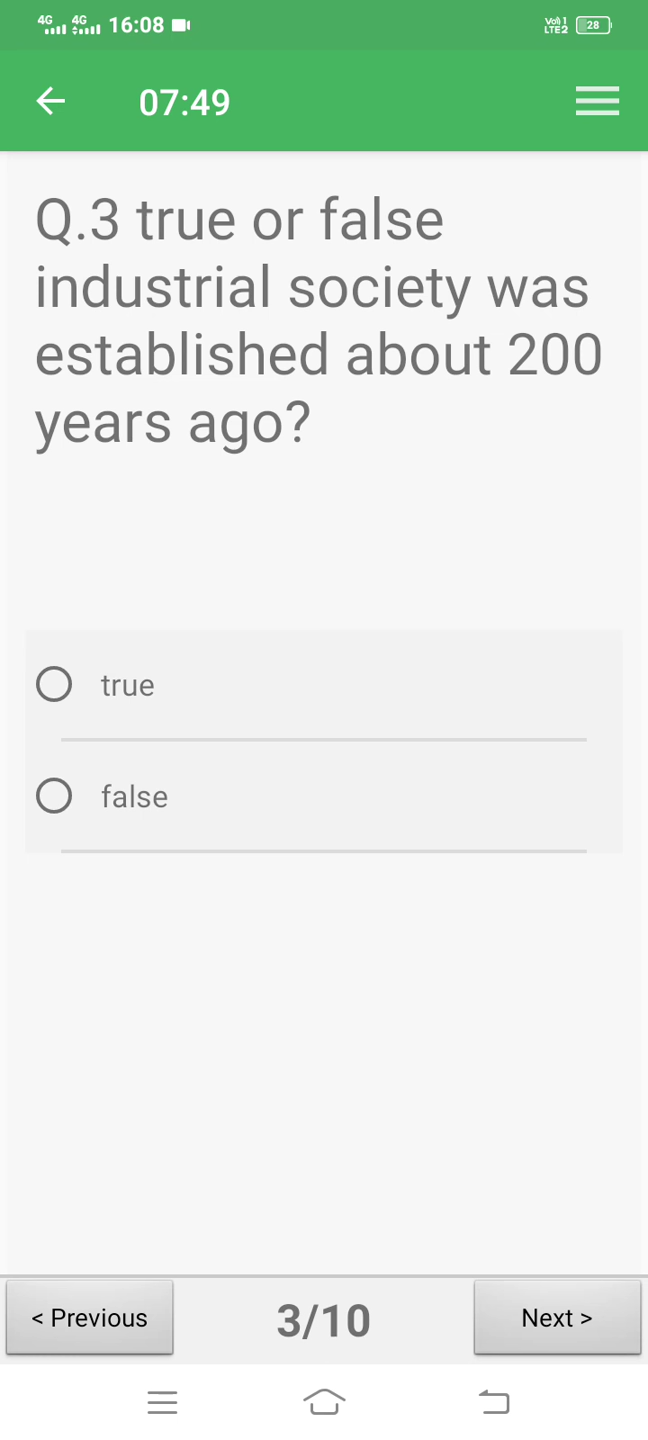 4G 4G 16:08 Vo) 1 LTE2 28
07:49
Q.3 true or false
industrial society was
established about 200
years ago?
true
false
< Previous 3/10 Next >